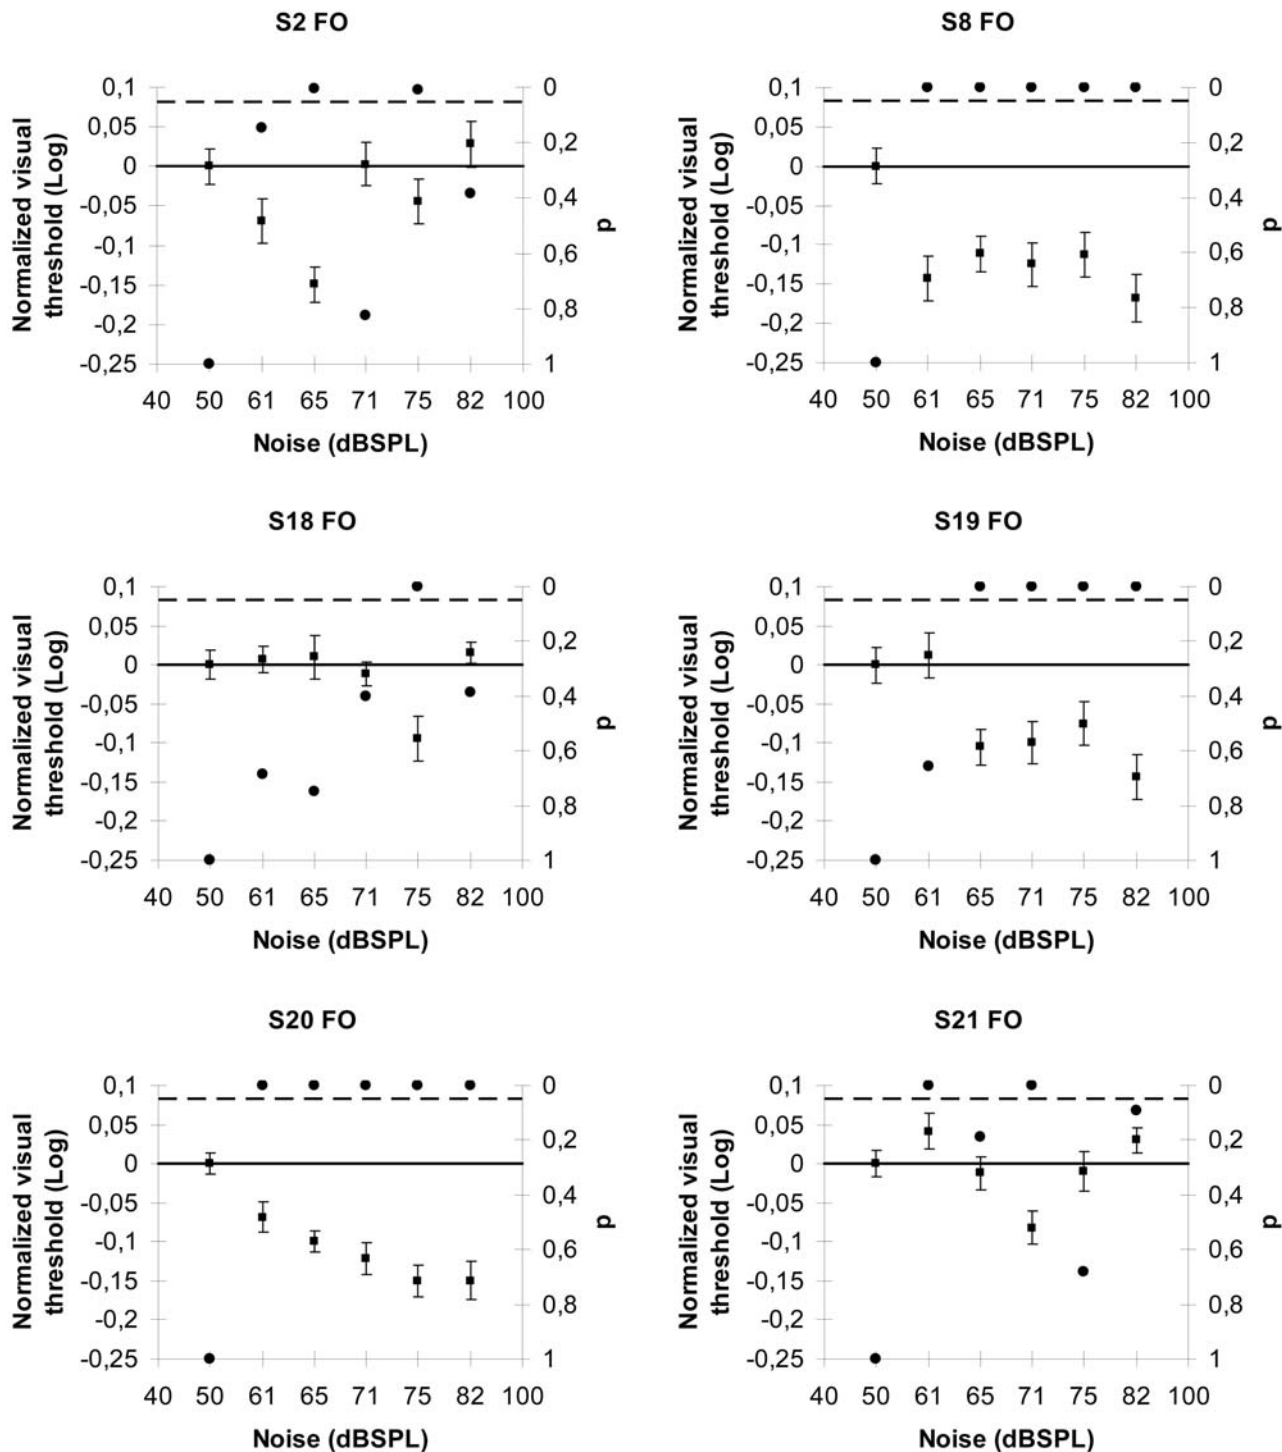 S2 FO
Normalized visual
threshold (Log)
0,1
0,05
0
-0,05
-0,1
-0,15
-0,2
-0,25
0
0,2
0,4
0,6
0,8
1
p
40 50 61 65 71 75 82 100
Noise (dBSPL)
S8 FO
Normalized visual
threshold (Log)
0,1
0,05
0
-0,05
-0,1
-0,15
-0,2
-0,25
0
0,2
0,4
0,6
0,8
1
p
40 50 61 65 71 75 82 100
Noise (dBSPL)
S18 FO
Normalized visual
threshold (Log)
0,1
0,05
0
-0,05
-0,1
-0,15
-0,2
-0,25
0
0,2
0,4
0,6
0,8
1
p
40 50 61 65 71 75 82 100
Noise (dBSPL)
S19 FO
Normalized visual
threshold (Log)
0,1
0,05
0
-0,05
-0,1
-0,15
-0,2
-0,25
0
0,2
0,4
0,6
0,8
1
p
40 50 61 65 71 75 82 100
Noise (dBSPL)
S20 FO
Normalized visual
threshold (Log)
0,1
0,05
0
-0,05
-0,1
-0,15
-0,2
-0,25
0
0,2
0,4
0,6
0,8
1
p
40 50 61 65 71 75 82 100
Noise (dBSPL)
S21 FO
Normalized visual
threshold (Log)
0,1
0,05
0
-0,05
-0,1
-0,15
-0,2
-0,25
0
0,2
0,4
0,6
0,8
1
p
40 50 61 65 71 75 82 100
Noise (dBSPL)